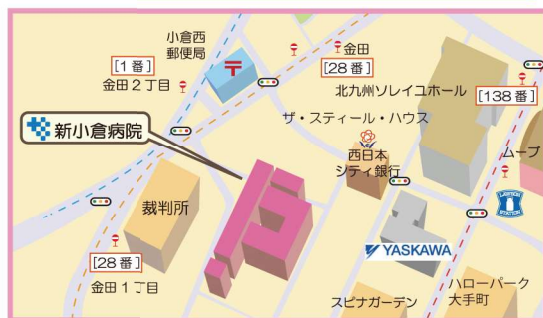 小倉西
郵便局
金田
[1番]
金田2丁目
[28番]
北九州ソレイユホール
[138番]
ザ・スティール・ハウス
新小倉病院
西日本
シティ銀行
ムーブ
裁判所
LAWSON
STATION
YASKAWA
[28番]
金田1丁目
ハローパーク
大手町
スピナガーデン